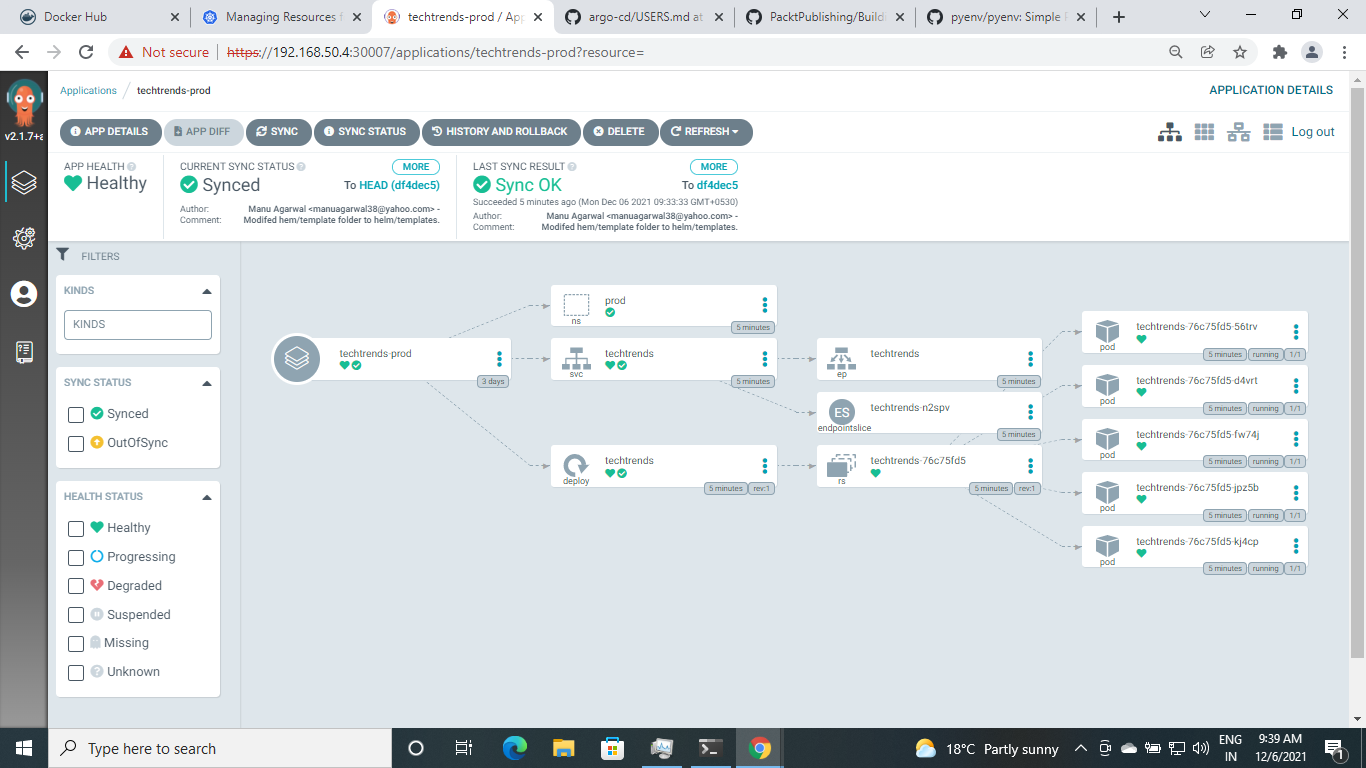 Docker Hub
Managing Resources f
techtrends-prod / App
argo-cd/USERS.md at
PacktPublishing/Buildi
pyenv/pyenv: Simple P
Not secure
https://192.168.50.4:30007/applications/techtrends-prod?resource=
v2.1.7+a
Applications / techtrends-prod
APPLICATION DETAILS
APP DETAILS
APP DIFF
SYNC
SYNC STATUS
HISTORY AND ROLLBACK
DELETE
REFRESH
Log out
APP HEALTH
Healthy
CURRENT SYNC STATUS
MORE
Synced
To HEAD (df4dec5)
Author: Manu Agarwal <manuagarwal38@yahoo.com> -
Comment: Modifed hem/template folder to helm/templates.
LAST SYNC RESULT
MORE
Sync OK
To df4dec5
Succeeded 5 minutes ago (Mon Dec 06 2021 09:33:33 GMT+0530)
Author: Manu Agarwal <manuagarwal38@yahoo.com> -
Comment: Modifed hem/template folder to helm/templates.
FILTERS
KINDS
KINDS
SYNC STATUS
Synced
OutOfSync
HEALTH STATUS
Healthy
Progressing
Degraded
Suspended
Missing
Unknown
techtrends-prod
3 days
prod
ns
5 minutes
techtrends
svc
5 minutes
techtrends
deploy
5 minutes
rev:1
techtrends
ep
5 minutes
ES
techtrends-n2spv
endpointslice
5 minutes
techtrends-76c75fd5
rs
5 minutes
rev:1
techtrends-76c75fd5-56trv
pod
5 minutes
running
1/1
techtrends-76c75fd5-d4vrt
pod
5 minutes
running
1/1
techtrends-76c75fd5-fw74j
pod
5 minutes
running
1/1
techtrends-76c75fd5-jpz5b
pod
5 minutes
running
1/1
techtrends-76c75fd5-kj4cp
pod
5 minutes
running
1/1
Type here to search
18°C Partly sunny
ENG
IN
9:39 AM
12/6/2021
1